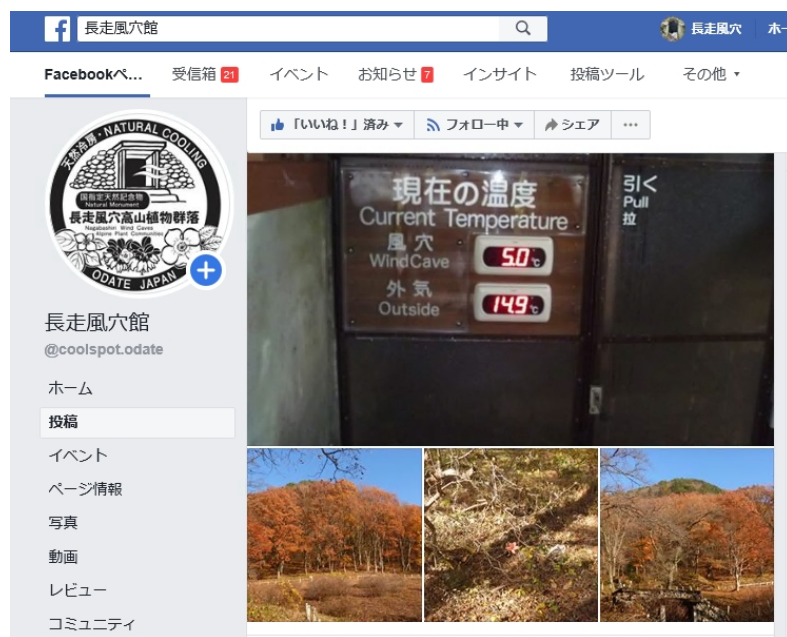 長走風穴館
長走風穴
ホー
Facebookペ...
受信箱 21
イベント
お知らせ 7
インサイト
投稿ツール
その他
「いいね！」済み
フォロー中
シェア
...
天然冷房・NATURAL COOLING
国指定天然記念物
Natural Monument
長走風穴高山植物群落
Nagabashiri Wind Caves
Alpine Plant Communities
ODATE JAPAN
長走風穴館
@coolspot.odate
ホーム
投稿
イベント
ページ情報
写真
動画
レビュー
コミュニティ
現在の温度
Current Temperature
風穴
WindCave
5.0℃
外気
Outside
14.9℃
引く
Pull
拉